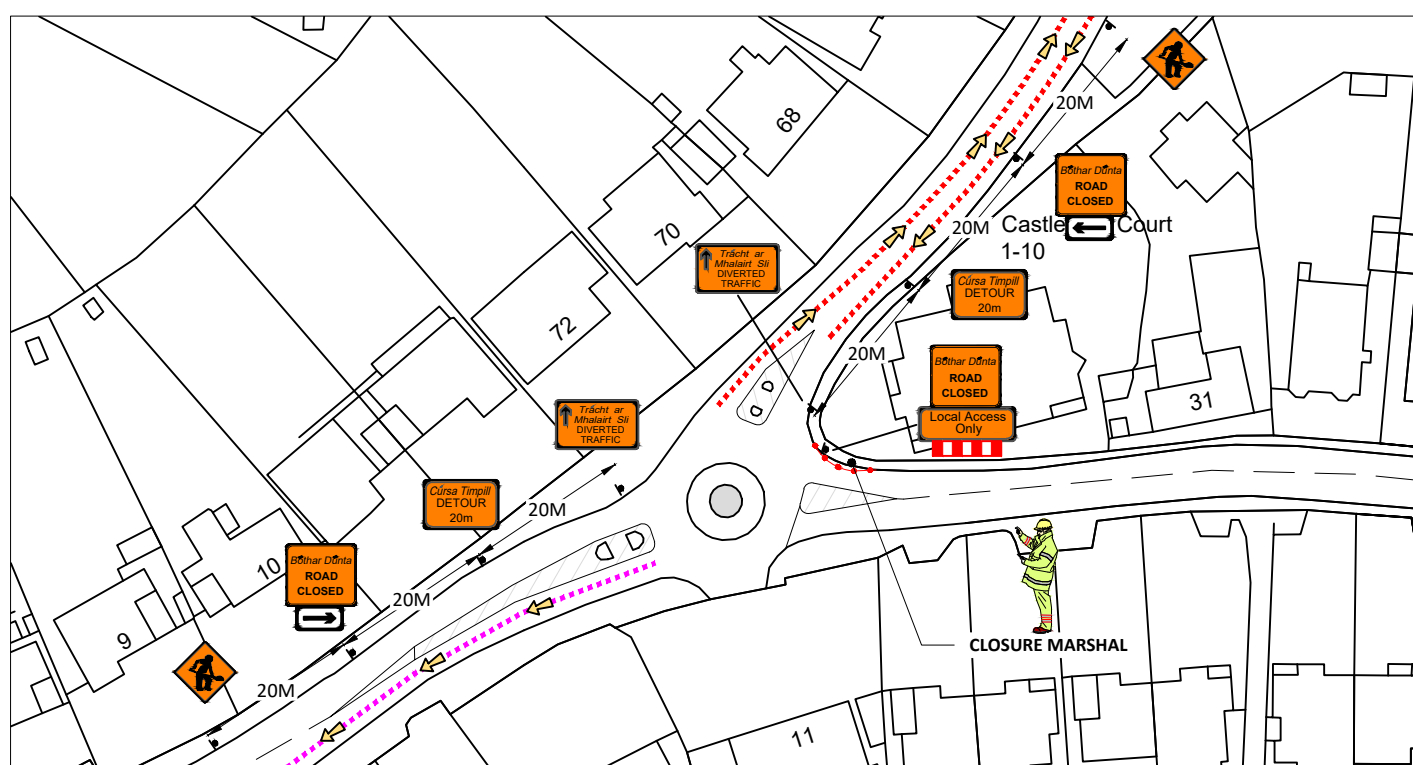 20M
68
Bóthar Dúnta
ROAD
CLOSED
20M
Castle Court
1-10
70
Trácht ar
Mhalairt Slí
DIVERTED
TRAFFIC
Cúrsa Timpill
DETOUR
20m
72
20M
Bóthar Dúnta
ROAD
CLOSED
Local Access
Only
31
Trácht ar
Mhalairt Slí
DIVERTED
TRAFFIC
Cúrsa Timpill
DETOUR
20m
20M
Bóthar Dúnta
ROAD
CLOSED
10
20M
9
20M
CLOSURE MARSHAL
11